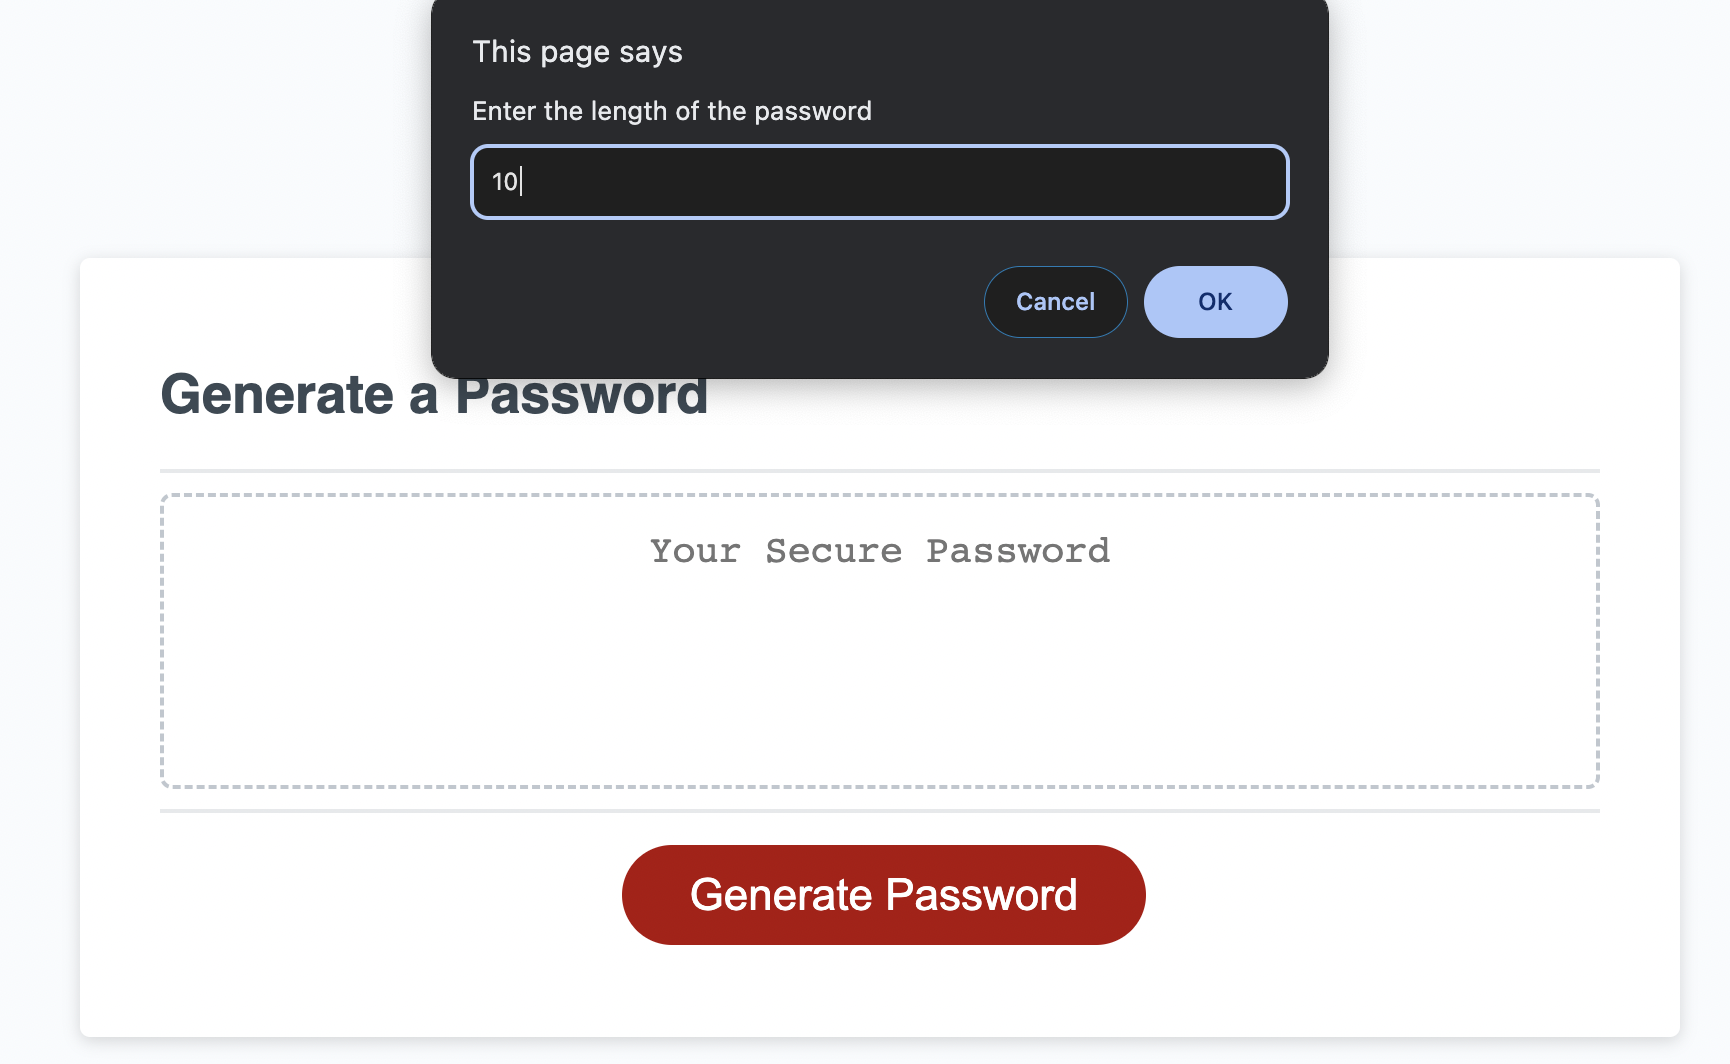 This page says
Enter the length of the password
10
Cancel OK
Generate a Password
Your Secure Password
Generate Password